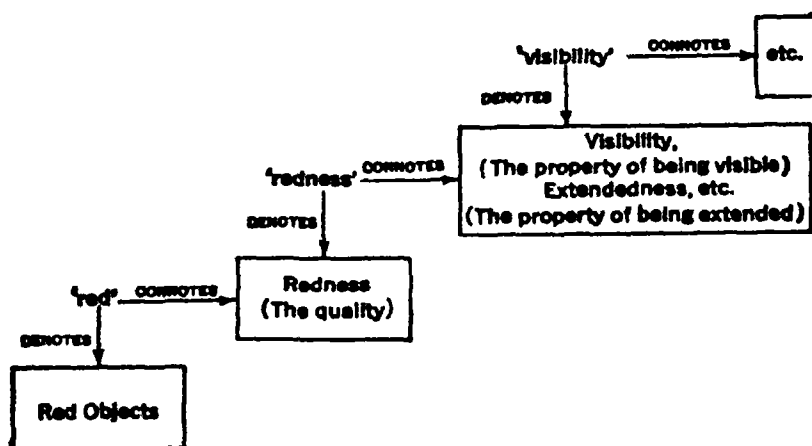 'visibility' CONNOTES etc.
DENOTES
Visibility,
(The property of being visible)
'redness' CONNOTES
Extendedness, etc.
(The property of being extended)
DENOTES
Redness
'red' CONNOTES
(The quality)
DENOTES
Red Objects